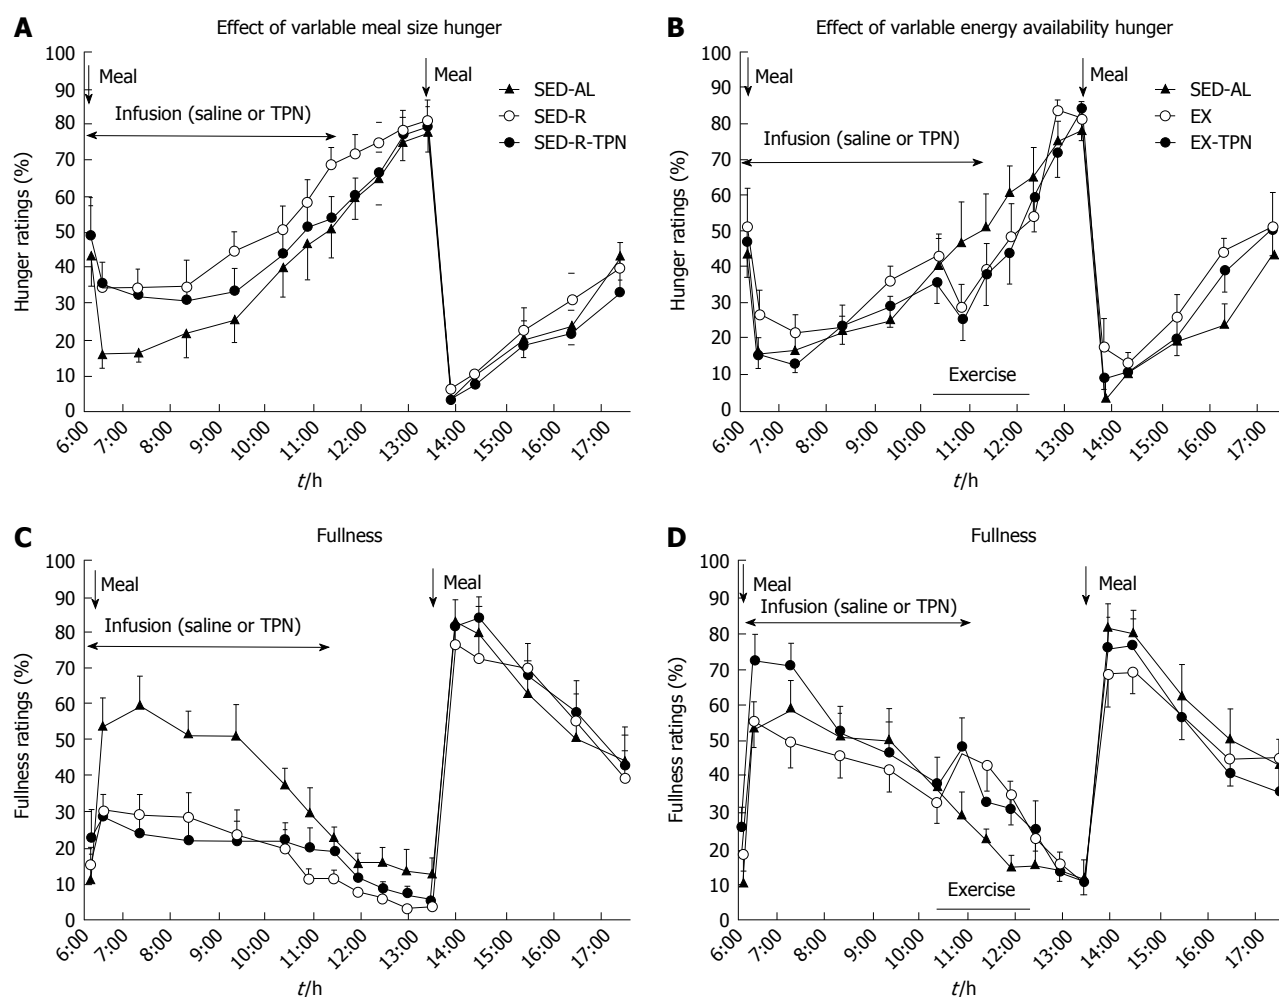 A
Effect of variable meal size hunger
100
90
80
70
60
50
40
30
20
10
0
Hunger ratings (%)
Meal
Infusion (saline or TPN)
Meal
SED-AL
SED-R
SED-R-TPN
6:00
7:00
8:00
9:00
10:00
11:00
12:00
13:00
14:00
15:00
16:00
17:00
t/h
B
Effect of variable energy availability hunger
100
90
80
70
60
50
40
30
20
10
0
Hunger ratings (%)
Meal
Infusion (saline or TPN)
Meal
SED-AL
EX
EX-TPN
Exercise
6:00
7:00
8:00
9:00
10:00
11:00
12:00
13:00
14:00
15:00
16:00
17:00
t/h
C
Fullness
100
90
80
70
60
50
40
30
20
10
0
Fullness ratings (%)
Meal
Infusion (saline or TPN)
Meal
6:00
7:00
8:00
9:00
10:00
11:00
12:00
13:00
14:00
15:00
16:00
17:00
t/h
D
Fullness
100
90
80
70
60
50
40
30
20
10
0
Fullness ratings (%)
Meal
Infusion (saline or TPN)
Meal
Exercise
6:00
7:00
8:00
9:00
10:00
11:00
12:00
13:00
14:00
15:00
16:00
17:00
t/h